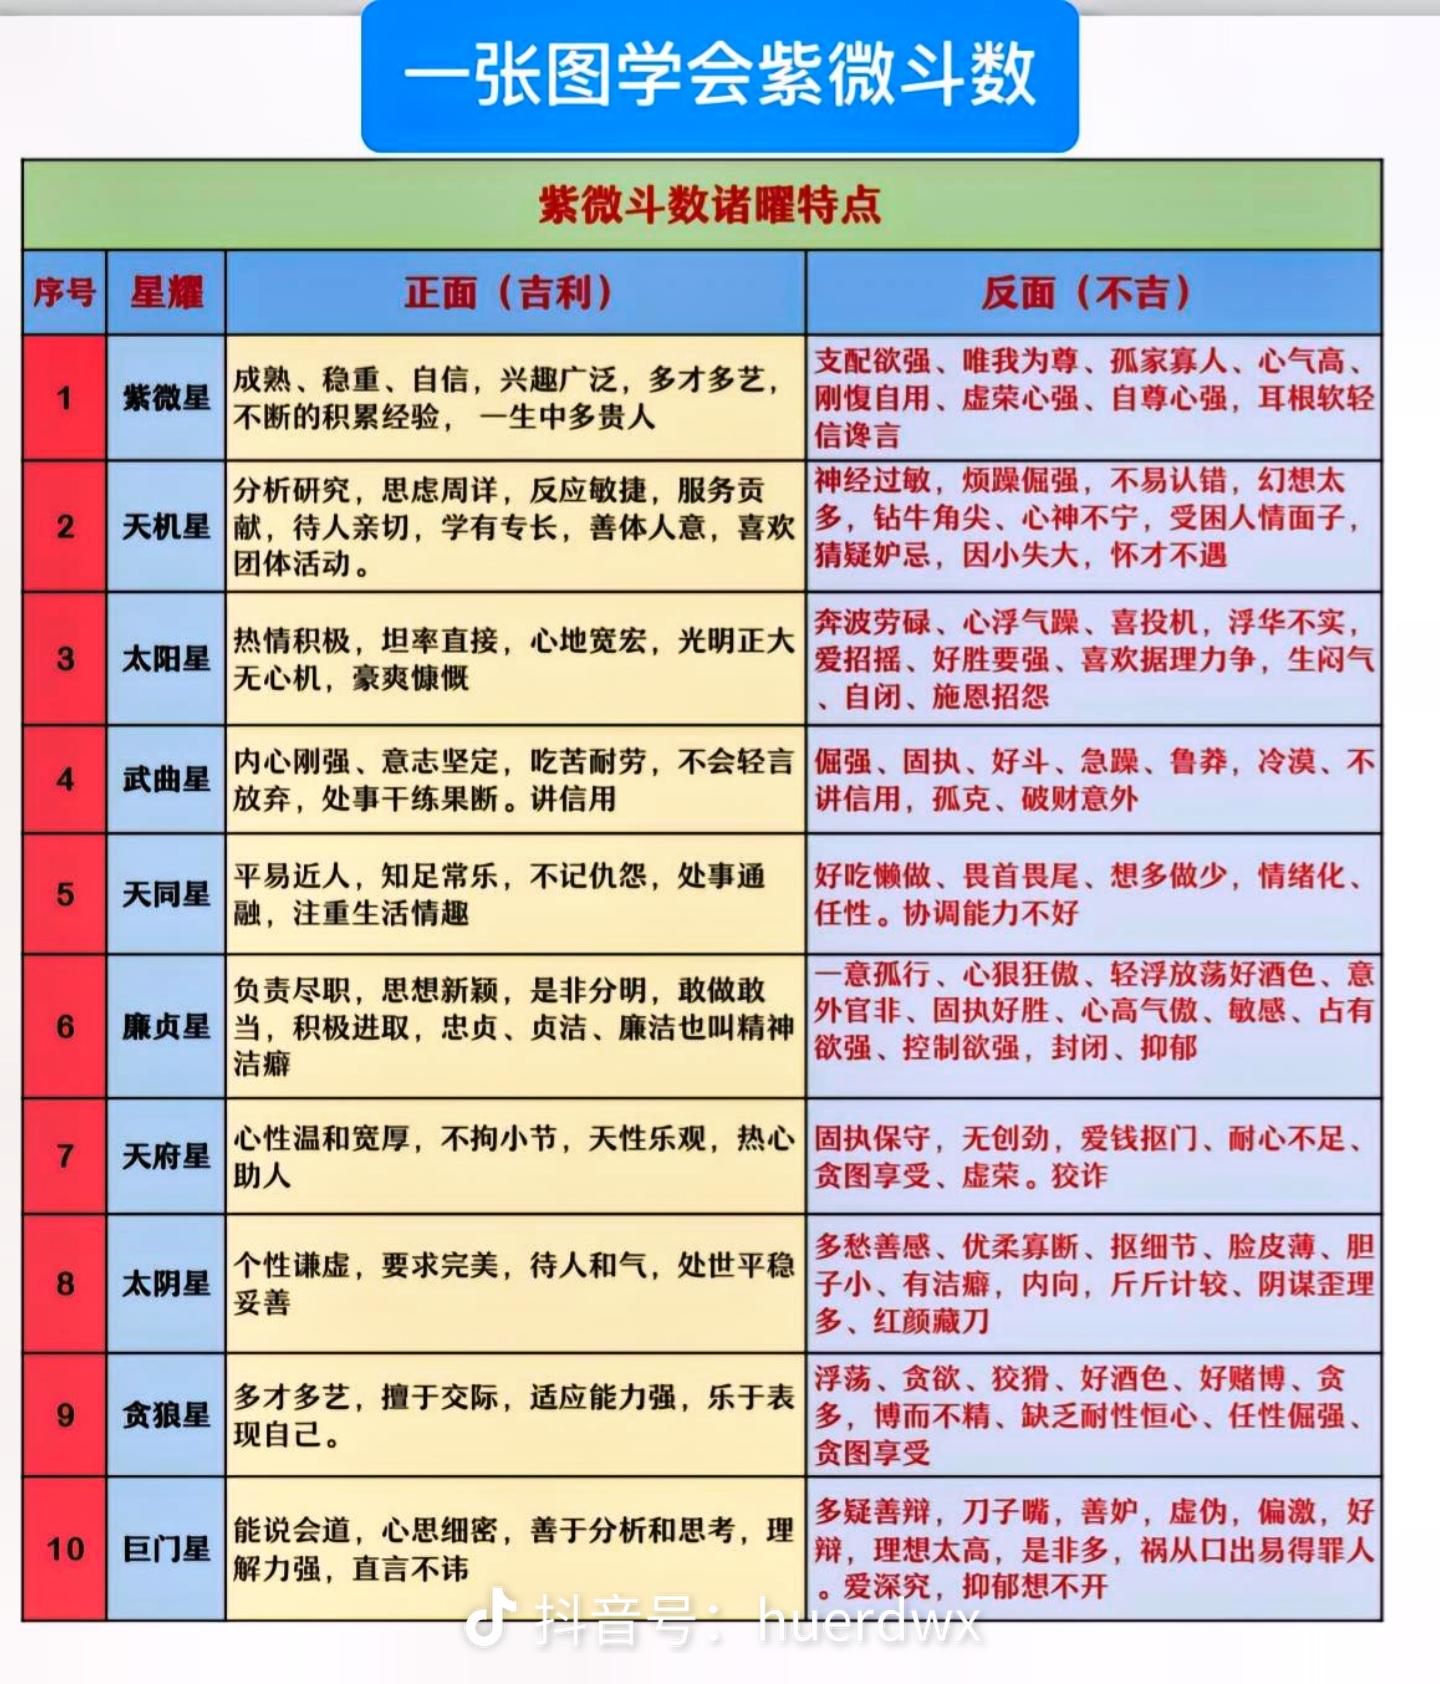 一张图学会紫微斗数
紫微斗数诸曜特点
序号 星耀 正面（吉利） 反面（不吉）
1 紫微星
成熟、稳重、自信，兴趣广泛，多才多艺，
不断的积累经验， 一生中多贵人
支配欲强、唯我为尊、孤家寡人、心气高、
刚愎自用、虚荣心强、自尊心强，耳根软轻
信谗言
2 天机星
分析研究，思虑周详，反应敏捷，服务贡
献，待人亲切，学有专长，善体人意，喜欢
团体活动。
神经过敏，烦躁倔强，不易认错，幻想太
多，钻牛角尖、心神不宁，受困人情面子，
猜疑妒忌，因小失大，怀才不遇
3 太阳星
热情积极，坦率直接，心地宽宏，光明正大
无心机，豪爽慷慨
奔波劳碌、心浮气躁、喜投机，浮华不实，
爱招摇、好胜要强、喜欢据理力争，生闷气
、自闭、施恩招怨
4 武曲星
内心刚强、意志坚定，吃苦耐劳，不会轻言
放弃，处事干练果断。讲信用
倔强、固执、好斗、急躁、鲁莽，冷漠、不
讲信用，孤克、破财意外
5 天同星
平易近人，知足常乐，不记仇怨，处事通
融，注重生活情趣
好吃懒做、畏首畏尾、想多做少，情绪化、
任性。协调能力不好
6 廉贞星
负责尽职，思想新颖，是非分明，敢做敢
当，积极进取，忠贞、贞洁、廉洁也叫精神
洁癖
一意孤行、心狠狂傲、轻浮放荡好酒色、意
外官非、固执好胜、心高气傲、敏感、占有
欲强、控制欲强，封闭、抑郁
7 天府星
心性温和宽厚，不拘小节，天性乐观，热心
助人
固执保守，无创劲，爱钱抠门、耐心不足、
贪图享受、虚荣。狡诈
8 太阴星
个性谦虚，要求完美，待人和气，处世平稳
妥善
多愁善感、优柔寡断、抠细节、脸皮薄、胆
子小、有洁癖，内向，斤斤计较、阴谋歪理
多、红颜藏刀
9 贪狼星
多才多艺，擅于交际，适应能力强，乐于表
现自己。
浮荡、贪欲、狡猾、好酒色、好赌博、贪
多，博而不精、缺乏耐性恒心、任性倔强、
贪图享受
10 巨门星
能说会道，心思细密，善于分析和思考，理
解力强，直言不讳
多疑善辩，刀子嘴，善妒，虚伪，偏激，好
辩，理想太高，是非多，祸从口出易得罪人
。爱深究，抑郁想不开
抖音号：huerdwx